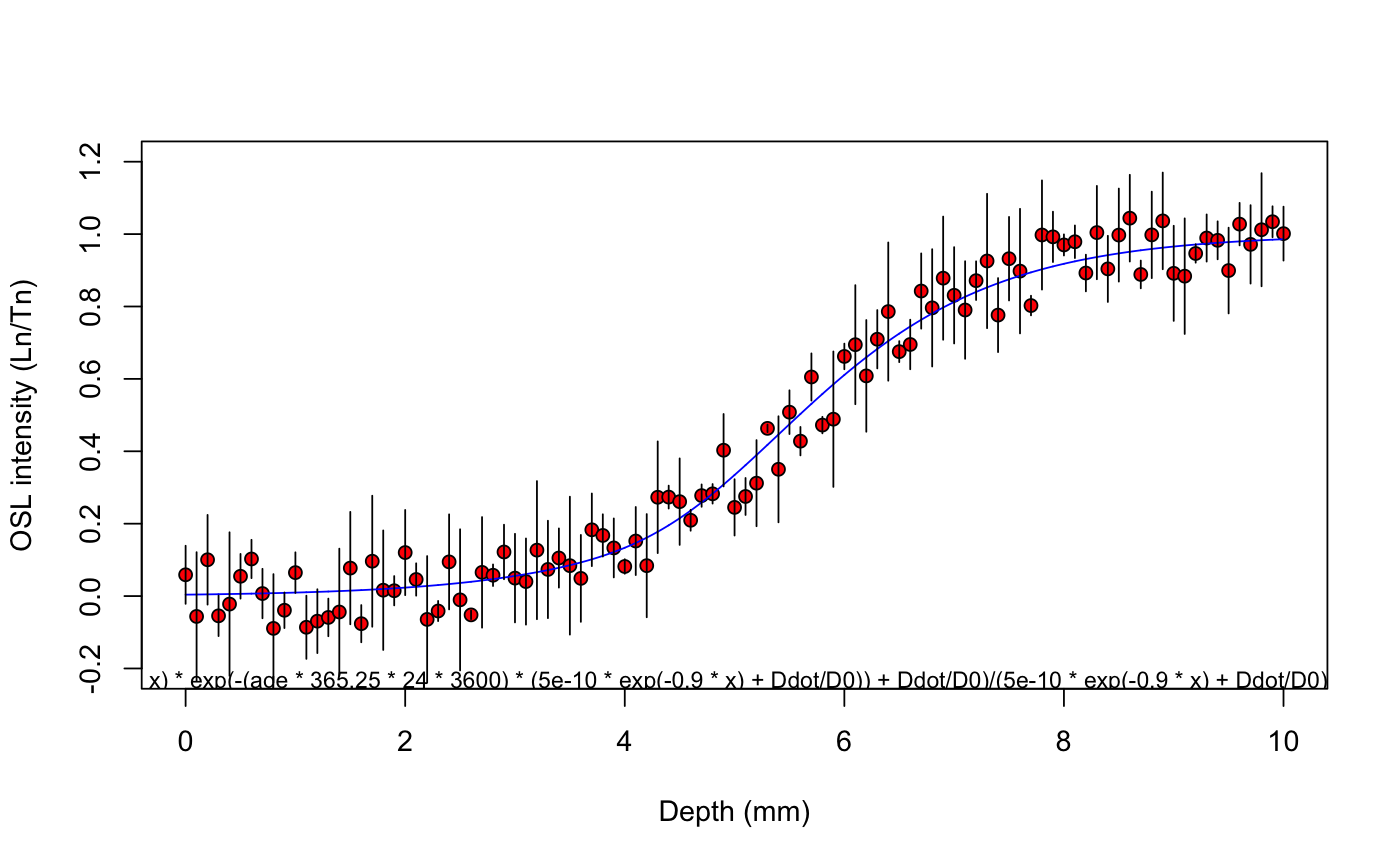 OSL intensity (Ln/Tn)
1.2
1.0
0.8
0.6
0.4
0.2
0.0
-0.2
x) * exp(-(age * 365.25 * 24 * 3600) * (5e-10 * exp(-0.9 * x) + Ddot/D0)) + Ddot/D0)/(5e-10 * exp(-0.9 * x) + Ddot/D0)
0 2 4 6 8 10
Depth (mm)